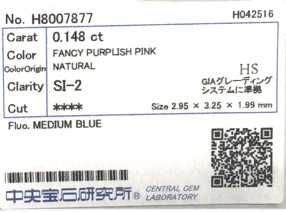 No. H8007877 H042516
Carat 0.148 ct
Color FANCY PURPLISH PINK
ColorOrigin NATURAL HS
Clarity SI-2 GIAグレーディング
システムに準拠
Cut **** Size 2.95 × 3.25 × 1.99 mm
Fluo. MEDIUM BLUE
中央宝石研究所® CENTRAL GEM
LABORATORY